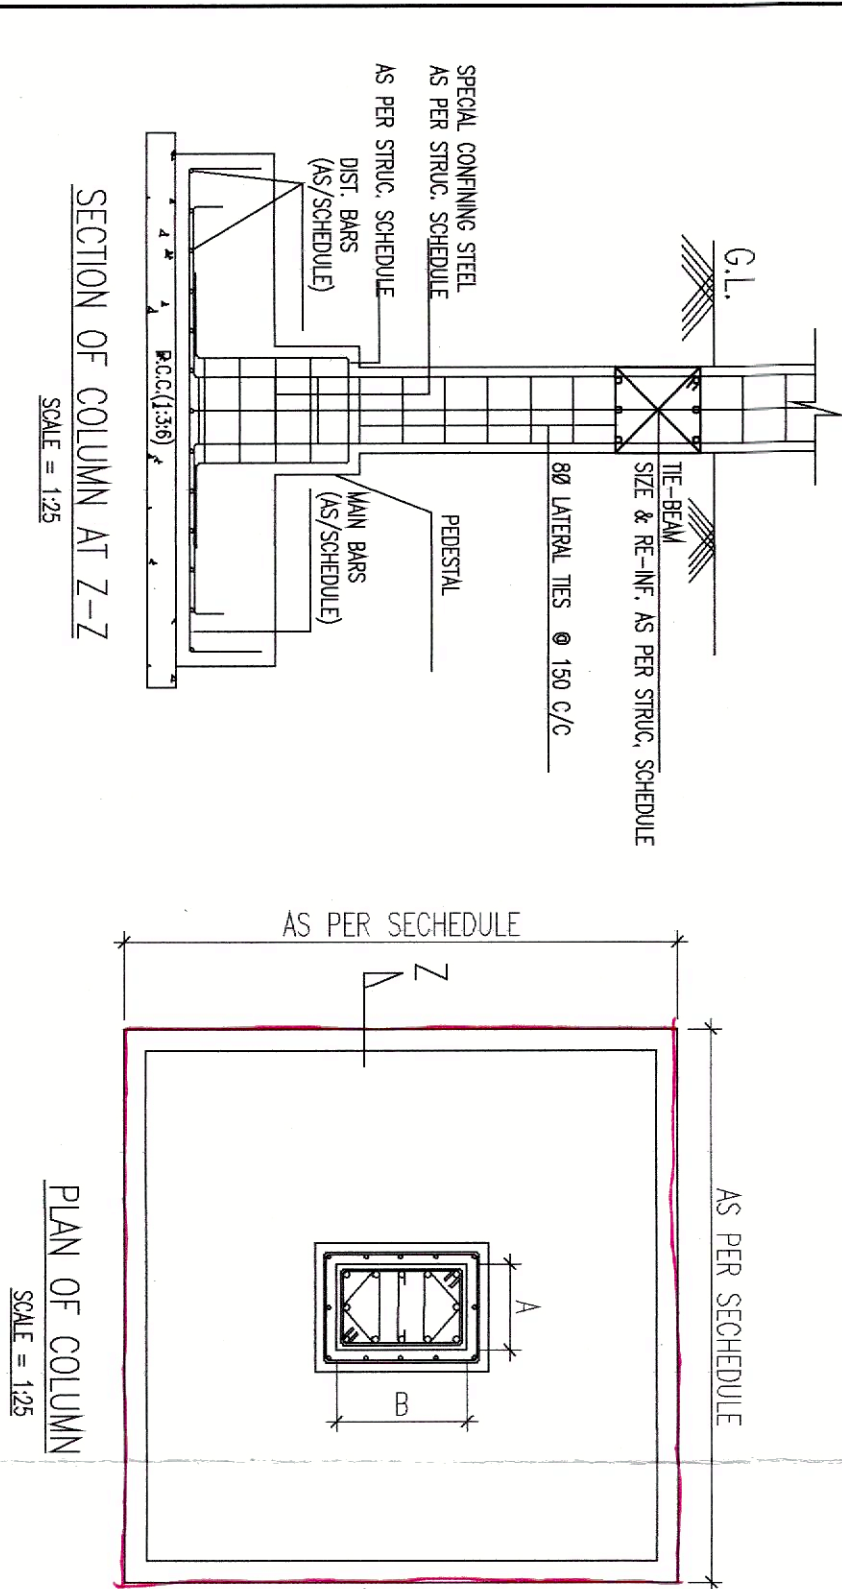 SPECIAL CONFINING STEEL
AS PER STRUC. SCHEDULE
AS PER STRUC. SCHEDULE
DIST. BARS
(AS/SCHEDULE)
G.L.
TIE-BEAM
SIZE & RE-INF. AS PER STRUC. SCHEDULE
8Ø LATERAL TIES @ 150 C/C
PEDESTAL
MAIN BARS
(AS/SCHEDULE)
P.C.C.(1:3:6)
SECTION OF COLUMN AT Z-Z
SCALE = 1:25
AS PER SECHEDULE
Z
AS PER SECHEDULE
A
B
PLAN OF COLUMN
SCALE = 1:25